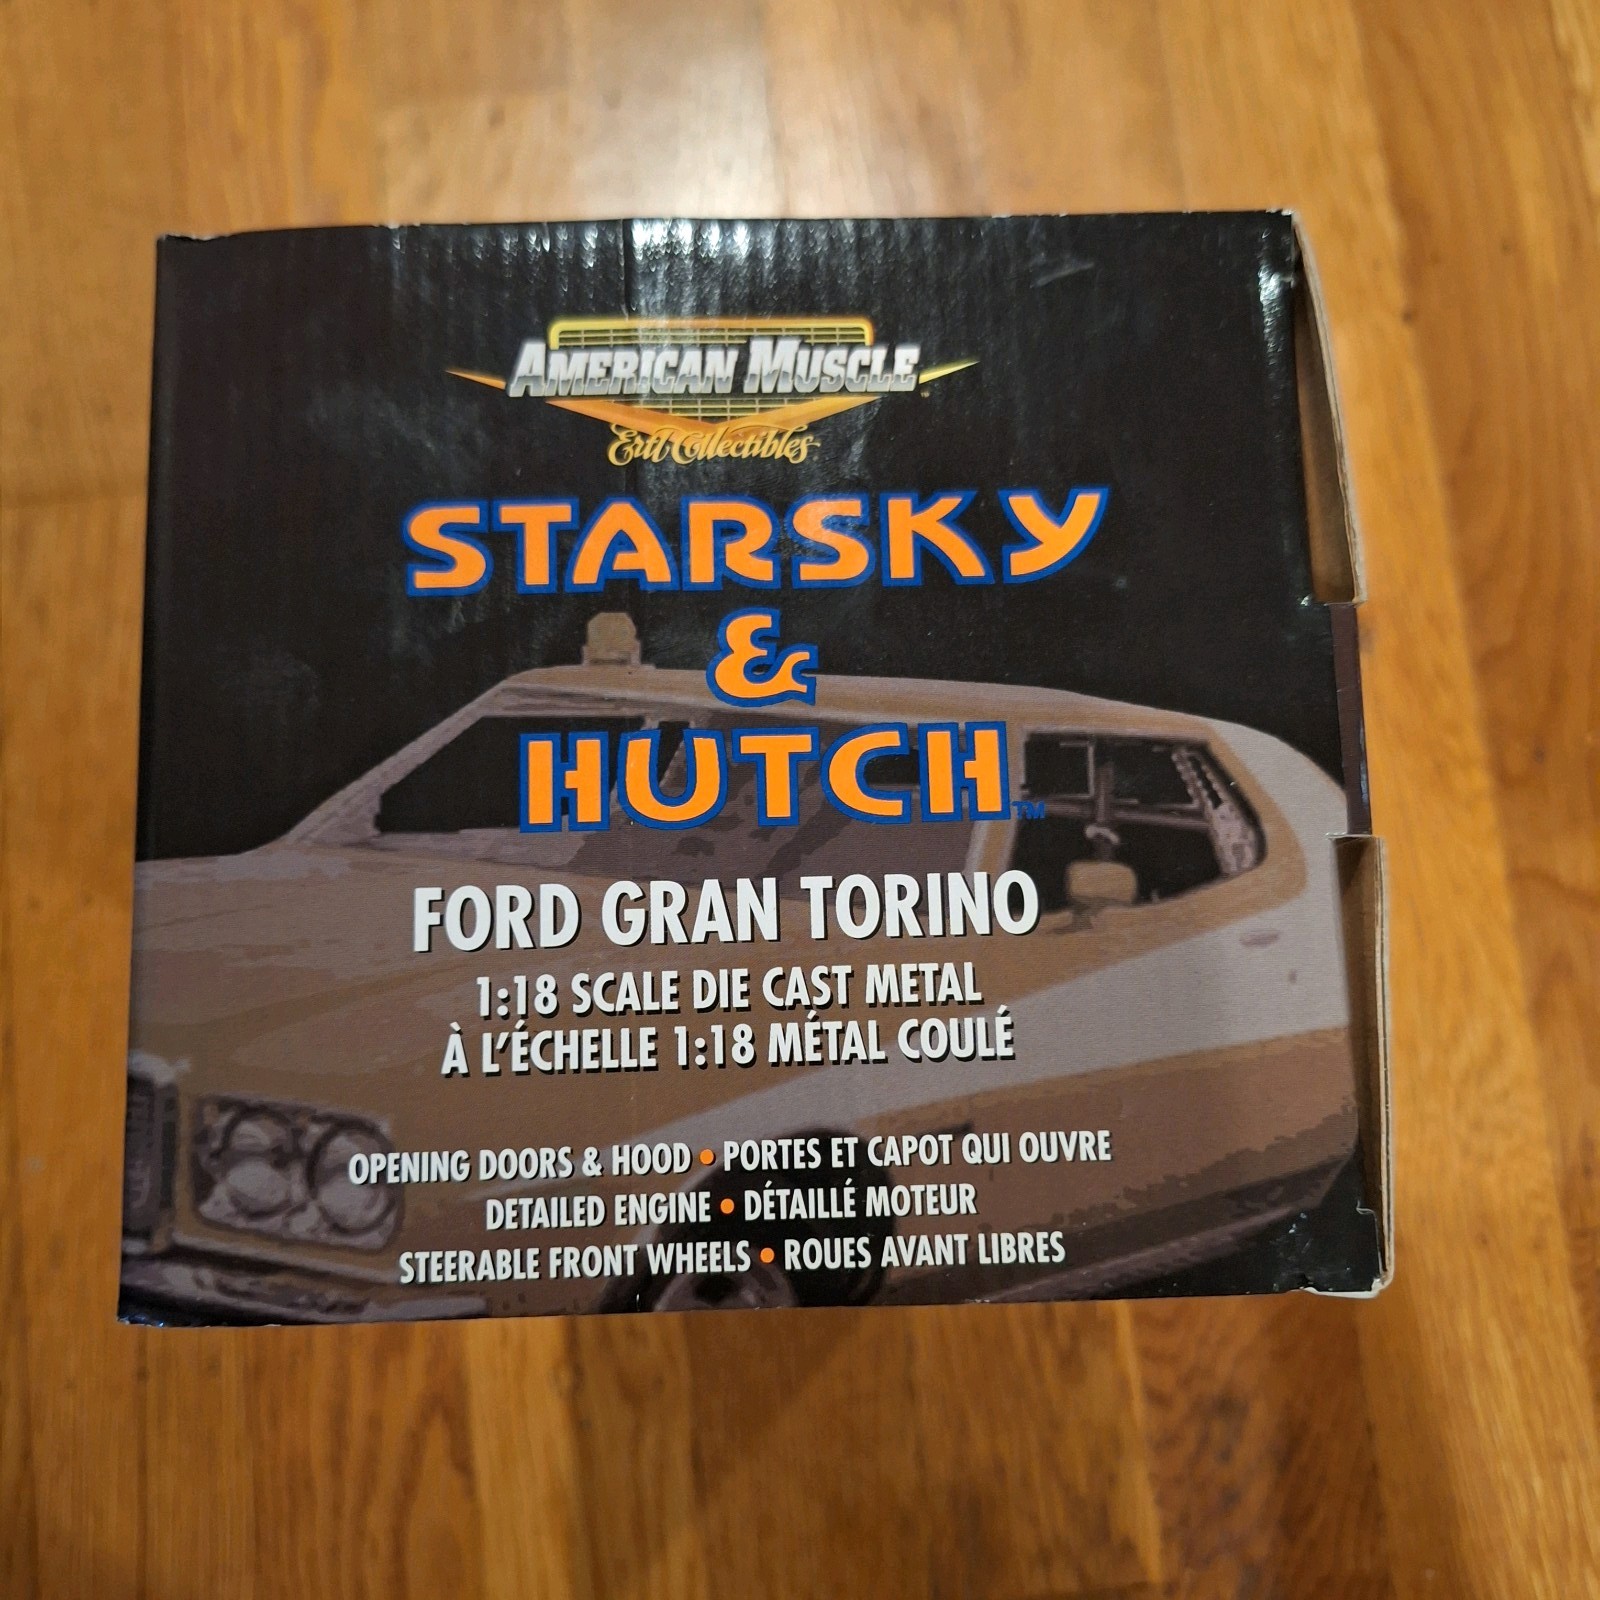 AMERICAN MUSCLE
Ertl Collectibles
STARSKY
&
HUTCH™
FORD GRAN TORINO
1:18 SCALE DIE CAST METAL
À L'ÉCHELLE 1:18 MÉTAL COULÉ
OPENING DOORS & HOOD • PORTES ET CAPOT QUI OUVRE
DETAILED ENGINE • DÉTAILLÉ MOTEUR
STEERABLE FRONT WHEELS • ROUES AVANT LIBRES